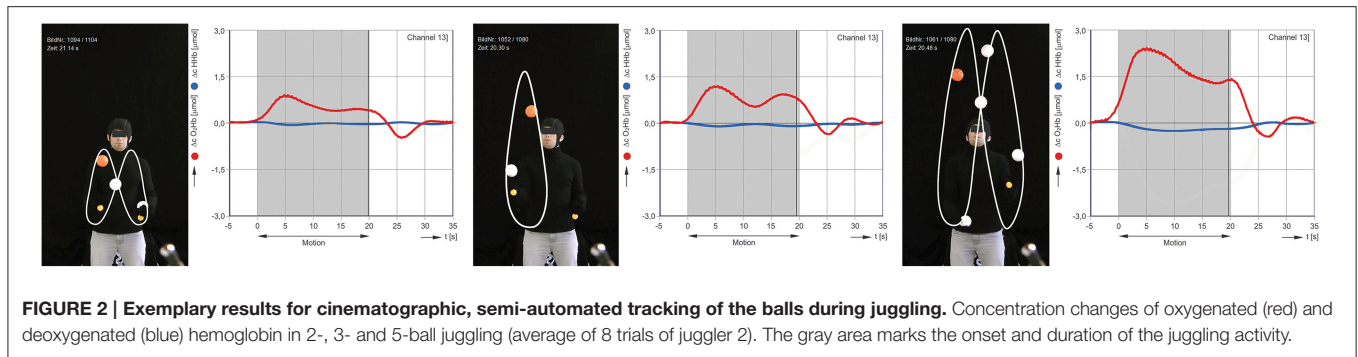 BildNr.: 1094 / 1104
Zeit: 21.14 s
3,0
1,5
0,0
-1,5
-3,0
Δc O₂Hb [µmol] Δc HHb [µmol]
Channel 13]
-5 0 5 10 15 20 25 30 35
Motion
t [s]
BildNr.: 1052 / 1080
Zeit: 20.30 s
3,0
1,5
0,0
-1,5
-3,0
Δc O₂Hb [µmol] Δc HHb [µmol]
Channel 13]
-5 0 5 10 15 20 25 30 35
Motion
t [s]
BildNr.: 1061 / 1080
Zeit: 20.48 s
3,0
1,5
0,0
-1,5
-3,0
Δc O₂Hb [µmol] Δc HHb [µmol]
Channel 13]
-5 0 5 10 15 20 25 30 35
Motion
t [s]
FIGURE 2 | Exemplary results for cinematographic, semi-automated tracking of the balls during juggling. Concentration changes of oxygenated (red) and
deoxygenated (blue) hemoglobin in 2-, 3- and 5-ball juggling (average of 8 trials of juggler 2). The gray area marks the onset and duration of the juggling activity.